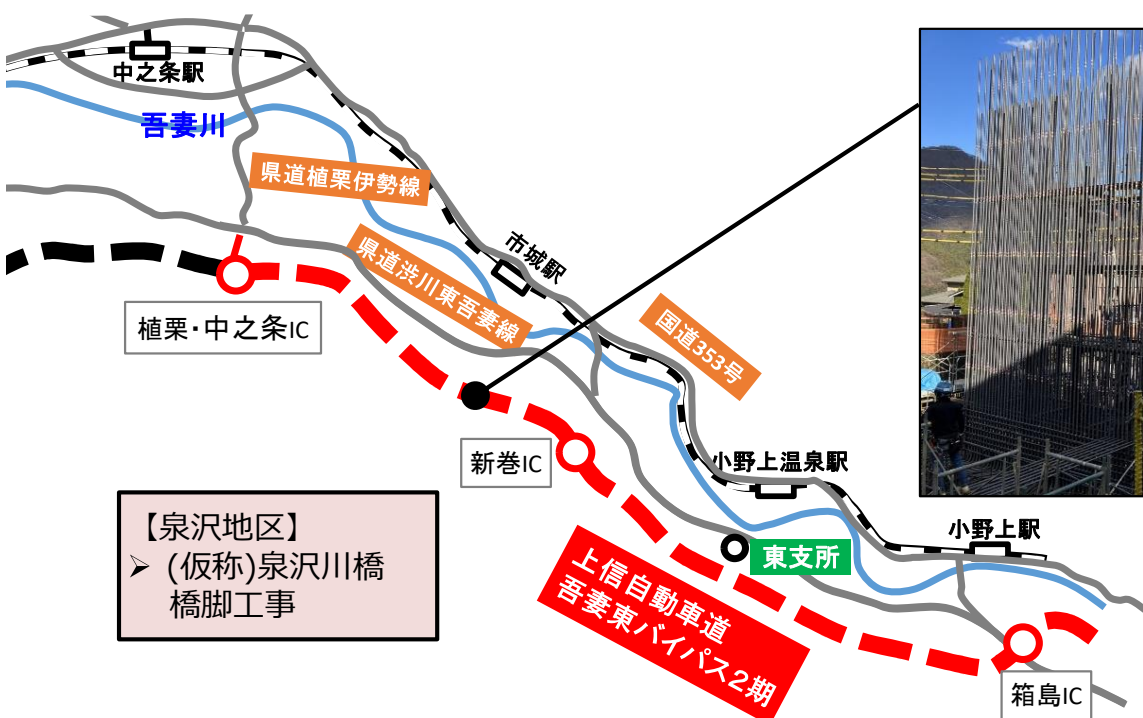 中之条駅
吾妻川
県道植栗伊勢線
市城駅
県道渋川東吾妻線
国道353号
植栗・中之条IC
新巻IC
小野上温泉駅
小野上駅
東支所
【泉沢地区】
➢ (仮称)泉沢川橋
橋脚工事
上信自動車道
吾妻東バイパス2期
箱島IC